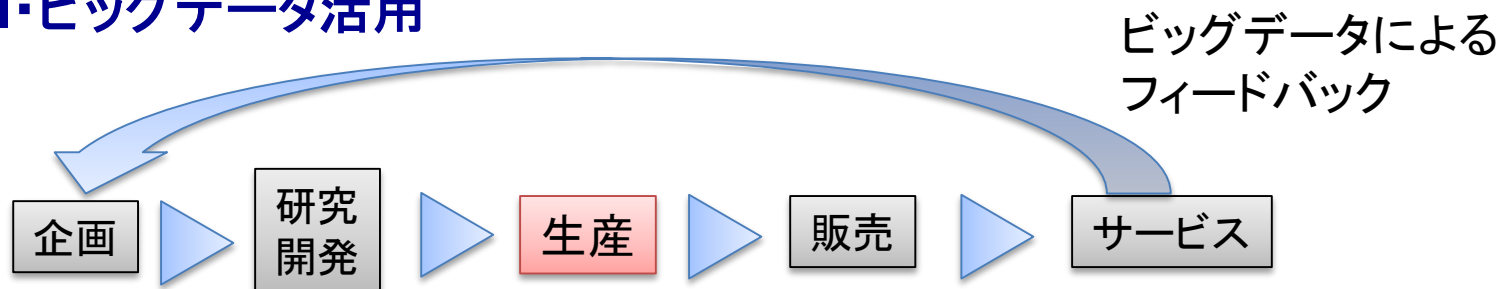 ・ビッグデータ活用
ビッグデータによる
フィードバック
企画
研究
開発
生産
販売
サービス